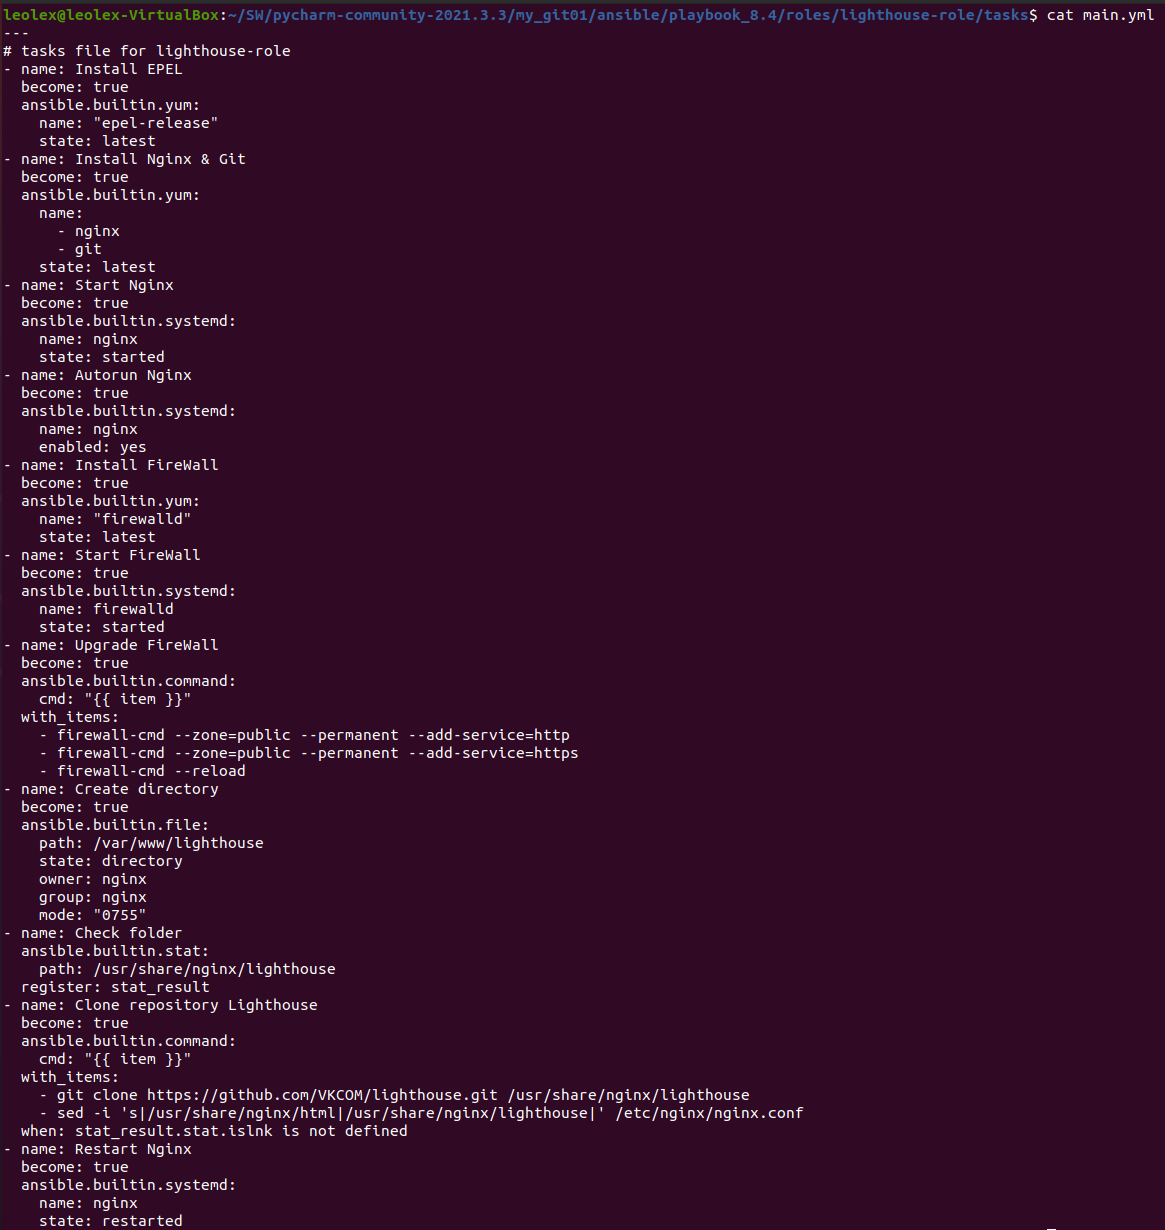 leolex@leolex-VirtualBox:~/SW/pycharm-community-2021.3.3/my_git01/ansible/playbook_8.4/roles/lighthouse-role/tasks$ cat main.yml
---
# tasks file for lighthouse-role
- name: Install EPEL
  become: true
  ansible.builtin.yum:
    name: "epel-release"
    state: latest
- name: Install Nginx & Git
  become: true
  ansible.builtin.yum:
    name:
      - nginx
      - git
    state: latest
- name: Start Nginx
  become: true
  ansible.builtin.systemd:
    name: nginx
    state: started
- name: Autorun Nginx
  become: true
  ansible.builtin.systemd:
    name: nginx
    enabled: yes
- name: Install FireWall
  become: true
  ansible.builtin.yum:
    name: "firewalld"
    state: latest
- name: Start FireWall
  become: true
  ansible.builtin.systemd:
    name: firewalld
    state: started
- name: Upgrade FireWall
  become: true
  ansible.builtin.command:
    cmd: "{{ item }}"
  with_items:
    - firewall-cmd --zone=public --permanent --add-service=http
    - firewall-cmd --zone=public --permanent --add-service=https
    - firewall-cmd --reload
- name: Create directory
  become: true
  ansible.builtin.file:
    path: /var/www/lighthouse
    state: directory
    owner: nginx
    group: nginx
    mode: "0755"
- name: Check folder
  ansible.builtin.stat:
    path: /usr/share/nginx/lighthouse
  register: stat_result
- name: Clone repository Lighthouse
  become: true
  ansible.builtin.command:
    cmd: "{{ item }}"
  with_items:
    - git clone https://github.com/VKCOM/lighthouse.git /usr/share/nginx/lighthouse
    - sed -i 's|/usr/share/nginx/html|/usr/share/nginx/lighthouse|' /etc/nginx/nginx.conf
  when: stat_result.stat.islnk is not defined
- name: Restart Nginx
  become: true
  ansible.builtin.systemd:
    name: nginx
    state: restarted